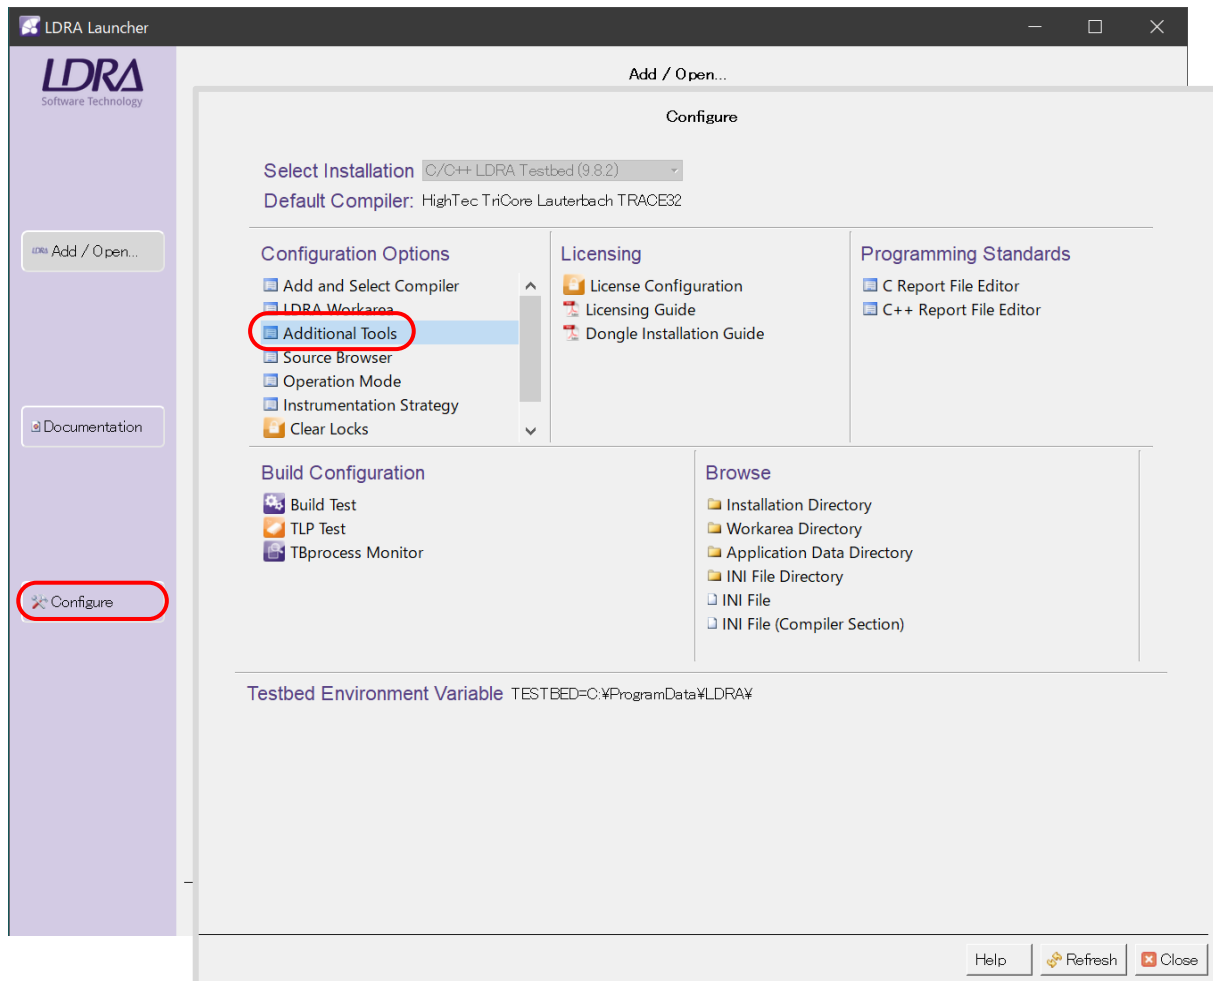 LDRA Launcher
LDRA
Software Technology
Add / Open...
Configure
Select Installation C/C++ LDRA Testbed (9.8.2)
Default Compiler: HighTec TriCore Lauterbach TRACE32
LDRA Add / Open...
Documentation
Configure
Configuration Options
Add and Select Compiler
LDRA Workarea
Additional Tools
Source Browser
Operation Mode
Instrumentation Strategy
Clear Locks
Licensing
License Configuration
Licensing Guide
Dongle Installation Guide
Programming Standards
C Report File Editor
C++ Report File Editor
Build Configuration
Build Test
TLP Test
TBprocess Monitor
Browse
Installation Directory
Workarea Directory
Application Data Directory
INI File Directory
INI File
INI File (Compiler Section)
Testbed Environment Variable TESTBED=C:¥ProgramData¥LDRA¥
Help Refresh Close